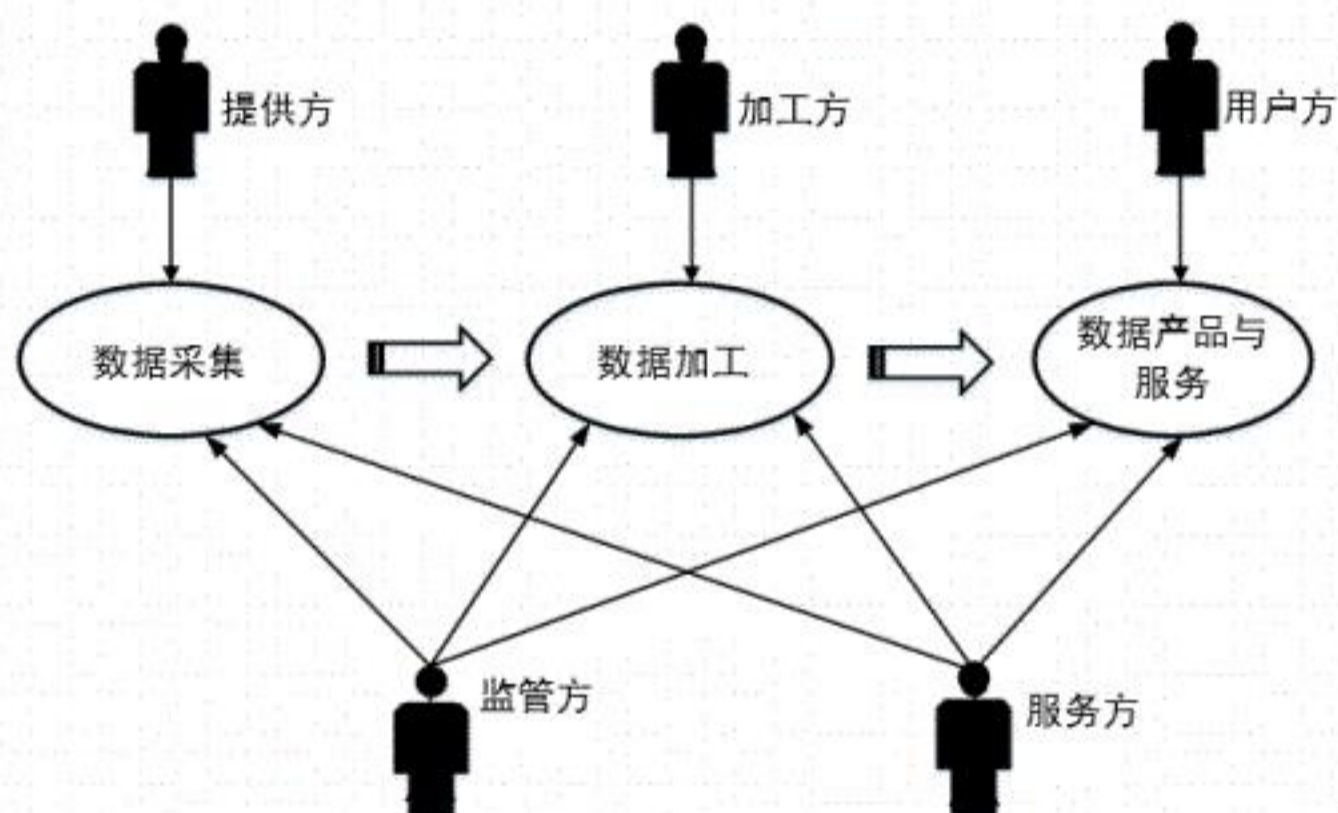 提供方
加工方
用户方
数据采集
数据加工
数据产品与
服务
监管方
服务方